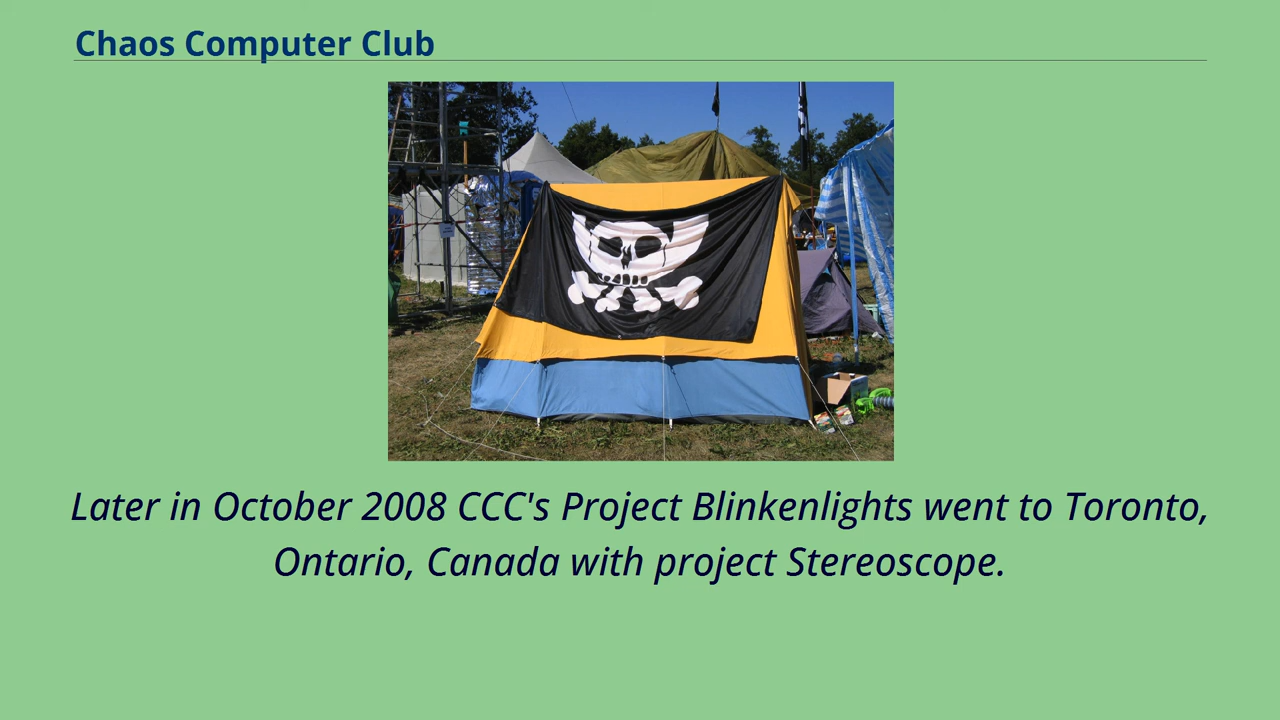 Chaos Computer Club
Later in October 2008 CCC's Project Blinkenlights went to Toronto,
Ontario, Canada with project Stereoscope.